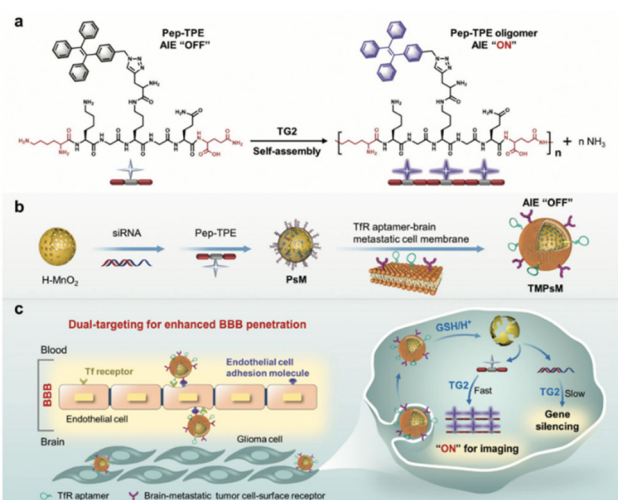 a
Pep-TPE
AIE “OFF”
Pep-TPE oligomer
AIE “ON”
TG2
Self-assembly
n
+ n NH3
b
H-MnO2
siRNA
Pep-TPE
PsM
TfR aptamer-brain
metastatic cell membrane
AIE “OFF”
TMPsM
c
Dual-targeting for enhanced BBB penetration
Blood
BBB
Tf receptor
Endothelial cell
adhesion molecule
Endothelial cell
Brain
Glioma cell
GSH/H+
TG2 Fast
TG2 Slow
“ON” for imaging
Gene
silencing
TfR aptamer
Brain-metastatic tumor cell-surface receptor